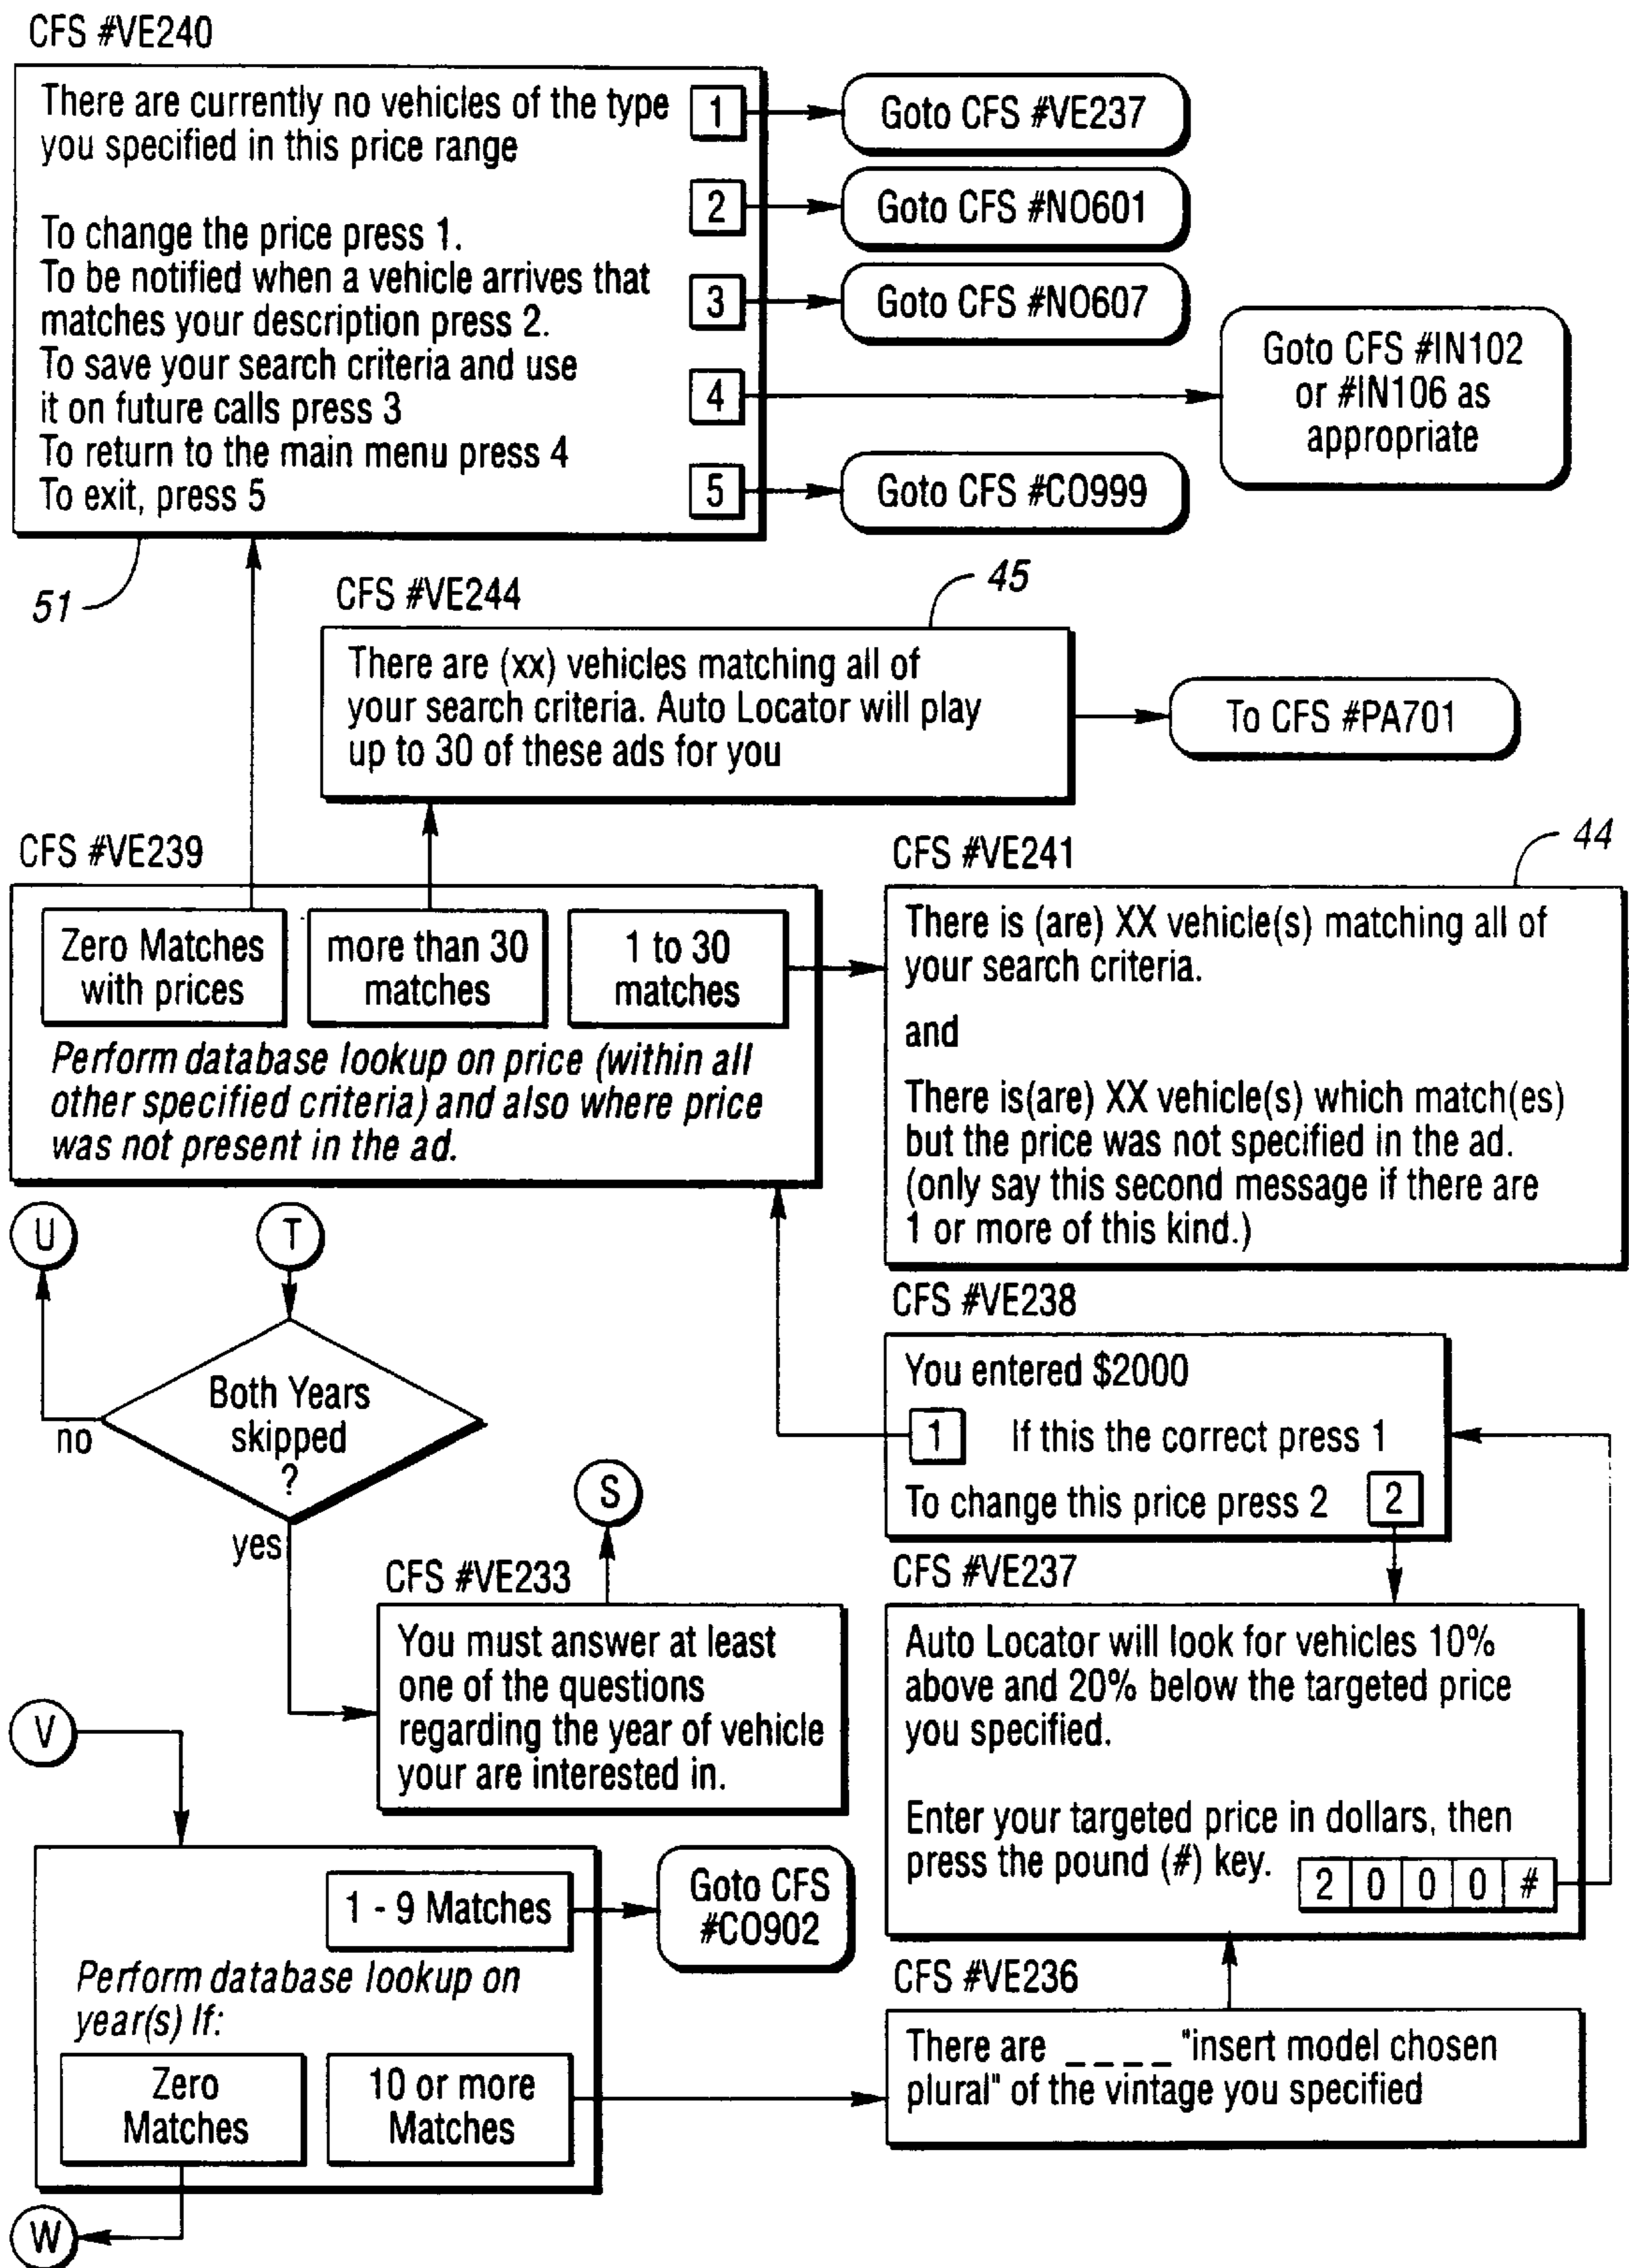 CFS #VE240
There are currently no vehicles of the type
you specified in this price range
To change the price press 1.
To be notified when a vehicle arrives that
matches your description press 2.
To save your search criteria and use
it on future calls press 3
To return to the main menu press 4
To exit, press 5
1
Goto CFS #VE237
2
Goto CFS #NO601
3
Goto CFS #NO607
4
Goto CFS #IN102
or #IN106 as
appropriate
5
Goto CFS #CO999
51
CFS #VE244
45
There are (xx) vehicles matching all of
your search criteria. Auto Locator will play
up to 30 of these ads for you
To CFS #PA701
CFS #VE239
Zero Matches
with prices
more than 30
matches
1 to 30
matches
Perform database lookup on price (within all
other specified criteria) and also where price
was not present in the ad.
CFS #VE241
44
There is (are) XX vehicle(s) matching all of
your search criteria.
and
There is(are) XX vehicle(s) which match(es)
but the price was not specified in the ad.
(only say this second message if there are
1 or more of this kind.)
U
T
Both Years
skipped
?
no
yes
S
CFS #VE233
You must answer at least
one of the questions
regarding the year of vehicle
your are interested in.
CFS #VE238
You entered $2000
1 If this the correct press 1
To change this price press 2 2
CFS #VE237
Auto Locator will look for vehicles 10%
above and 20% below the targeted price
you specified.
Enter your targeted price in dollars, then
press the pound (#) key. 2 0 0 0 #
V
1 - 9 Matches
Goto CFS
#CO902
Perform database lookup on
year(s) If:
Zero
Matches
10 or more
Matches
W
CFS #VE236
There are _ _ _ _ "insert model chosen
plural" of the vintage you specified